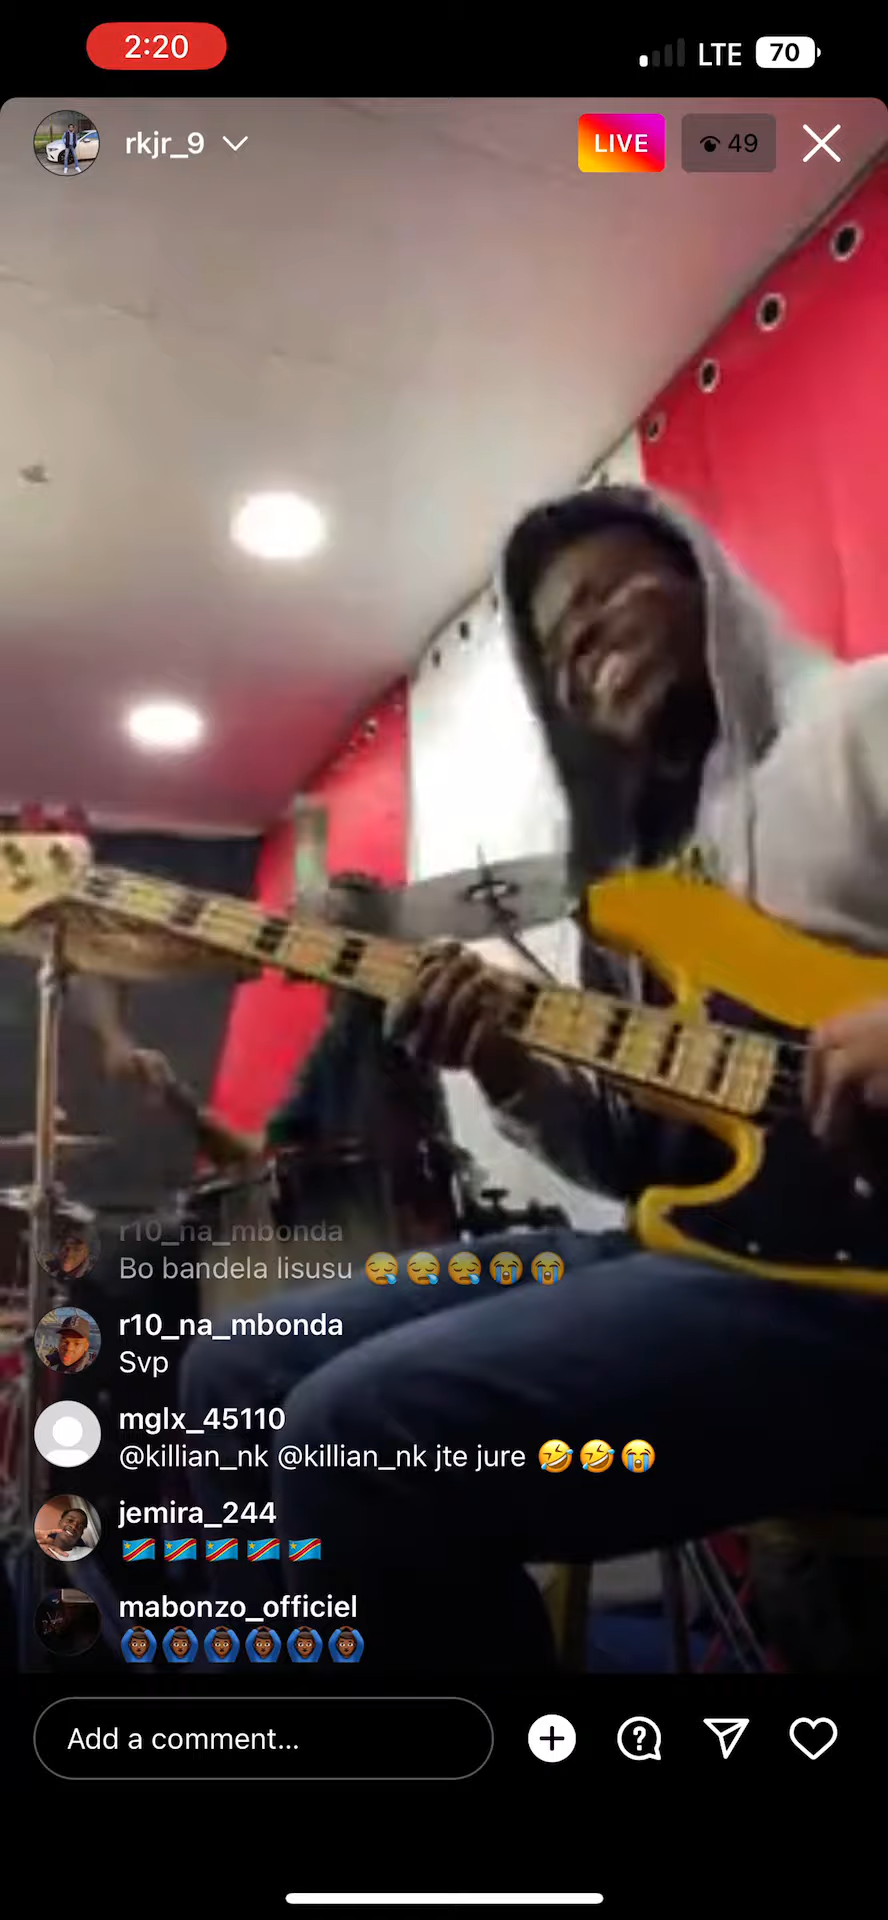 2:20
LTE 70
rkjr_9
LIVE
49
r10_na_mbonda
Bo bandela lisusu 😪😪😪😭😭
r10_na_mbonda
Svp
mglx_45110
@killian_nk @killian_nk jte jure 🤣🤣😭
jemira_244
🇨🇩🇨🇩🇨🇩🇨🇩🇨🇩
mabonzo_officiel
🙆🏾‍♂️🙆🏾‍♂️🙆🏾‍♂️🙆🏾‍♂️🙆🏾‍♂️🙆🏾‍♂️
Add a comment...